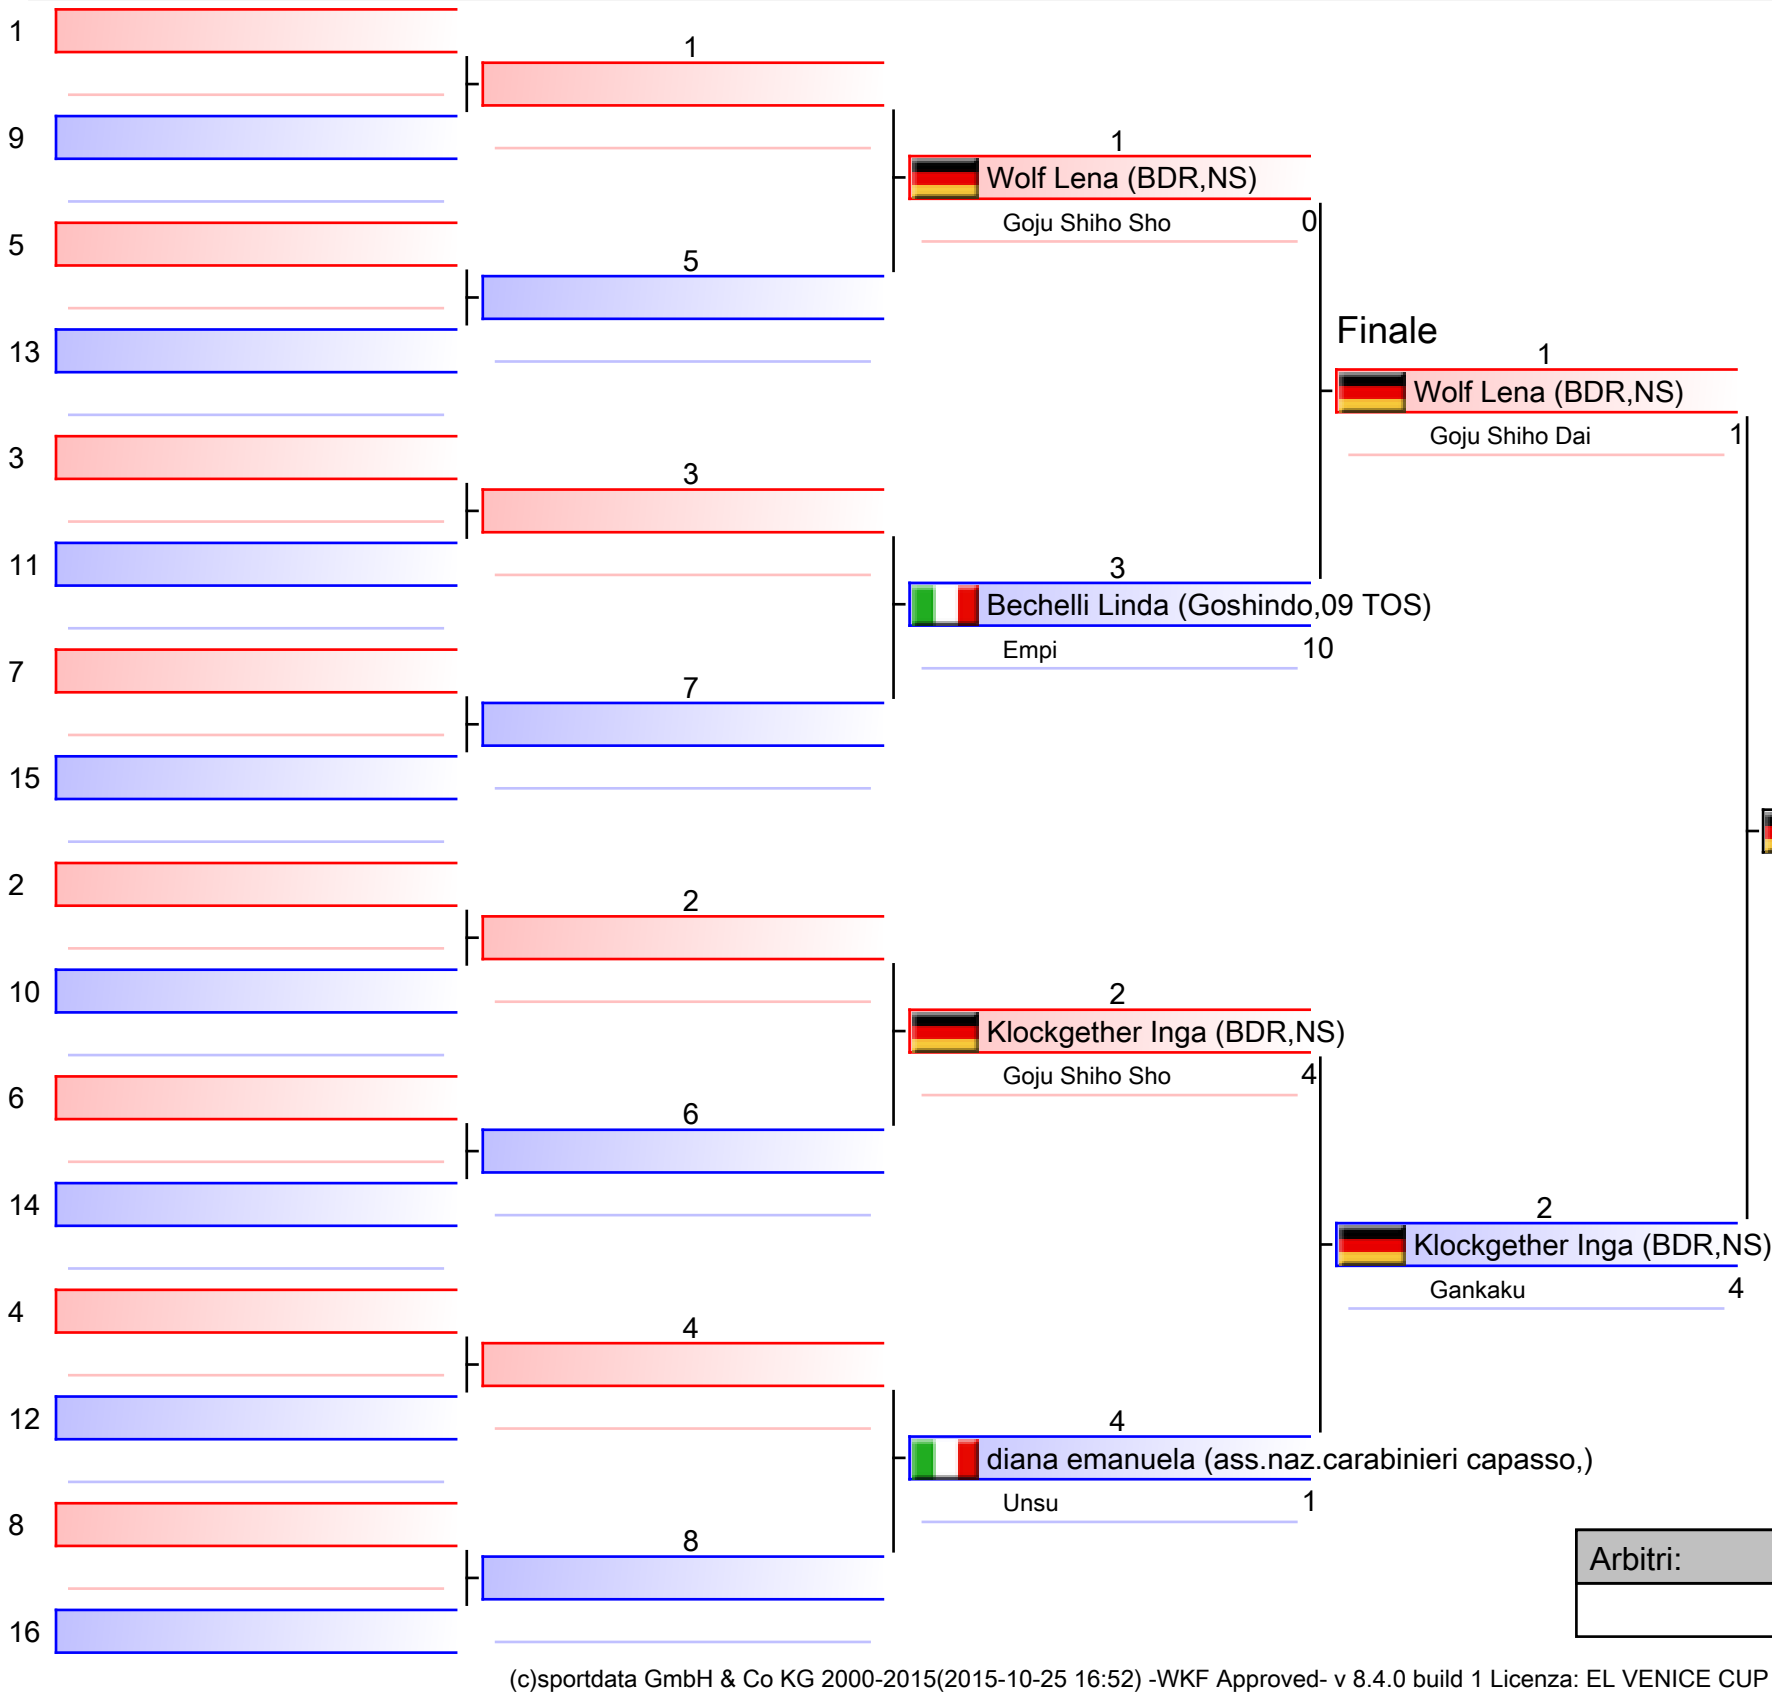 1
1
9
1
Wolf Lena (BDR,NS)
Goju Shiho Sho 0
5
5
Finale
13
1
Wolf Lena (BDR,NS)
Goju Shiho Dai 1
3
3
11
3
Bechelli Linda (Goshindo,09 TOS)
Empi 10
7
7
15
2
2
10
2
Klockgether Inga (BDR,NS)
Goju Shiho Sho 4
6
6
14
2
Klockgether Inga (BDR,NS)
Gankaku 4
4
4
12
4
diana emanuela (ass.naz.carabinieri capasso,)
Unsu 1
8
8
Arbitri:
16
(c)sportdata GmbH & Co KG 2000-2015(2015-10-25 16:52) -WKF Approved- v 8.4.0 build 1 Licenza: EL VENICE CUP